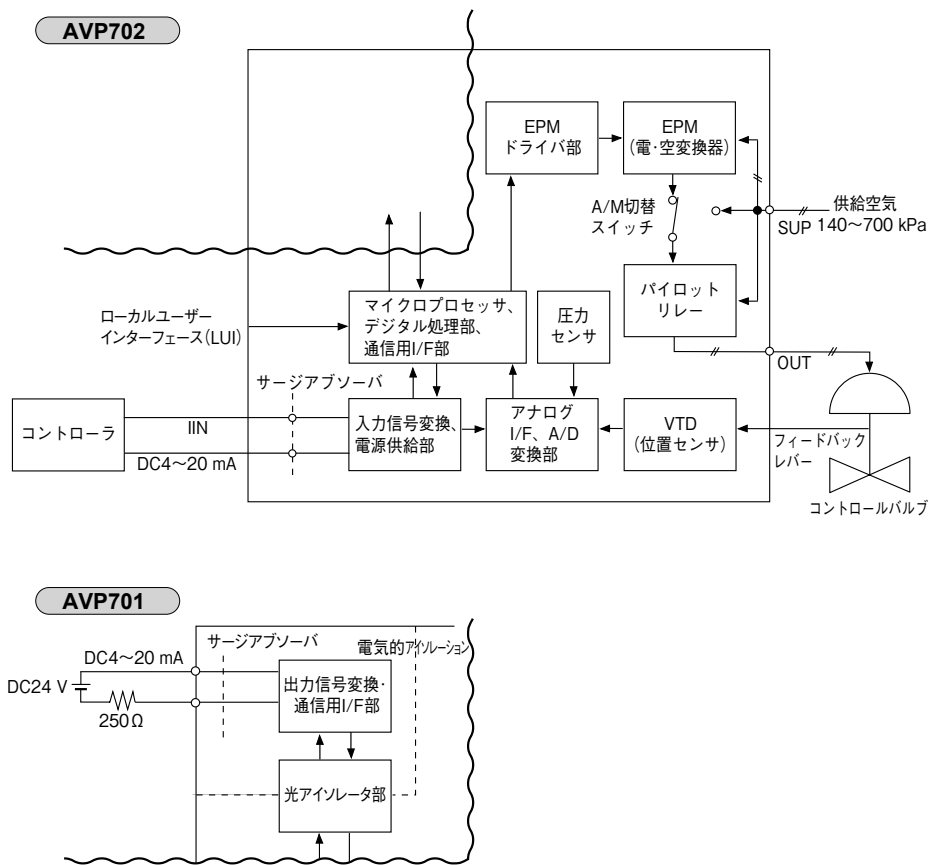 AVP702
EPM
ドライバ部
EPM
(電・空変換器)
A/M切替
スイッチ
供給空気
SUP 140～700 kPa
パイロット
リレー
ローカルユーザー
インターフェース(LUI)
マイクロプロセッサ、
デジタル処理部、
通信用I/F部
圧力
センサ
OUT
サージアブソーバ
コントローラ
IIN
DC4～20 mA
入力信号変換、
電源供給部
アナログ
I/F、A/D
変換部
VTD
(位置センサ)
フィードバック
レバー
コントロールバルブ
AVP701
サージアブソーバ
電気的アイソレーション
DC4～20 mA
DC24 V
250Ω
出力信号変換・
通信用I/F部
光アイソレータ部